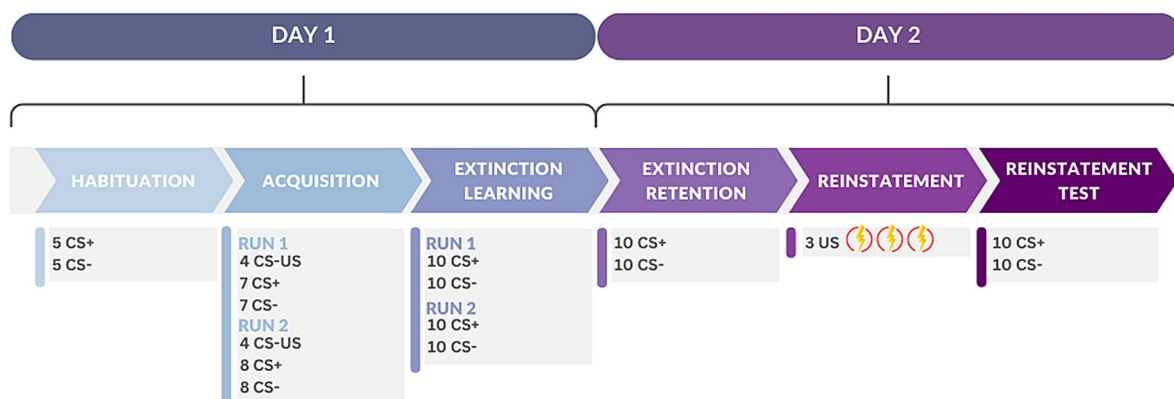 DAY 1
DAY 2
HABITUATION
ACQUISITION
EXTINCTION
LEARNING
EXTINCTION
RETENTION
REINSTATEMENT
REINSTATEMENT
TEST
5 CS+
5 CS-
RUN 1
4 CS-US
7 CS+
7 CS-
RUN 2
4 CS-US
8 CS+
8 CS-
RUN 1
10 CS+
10 CS-
RUN 2
10 CS+
10 CS-
10 CS+
10 CS-
3 US
10 CS+
10 CS-